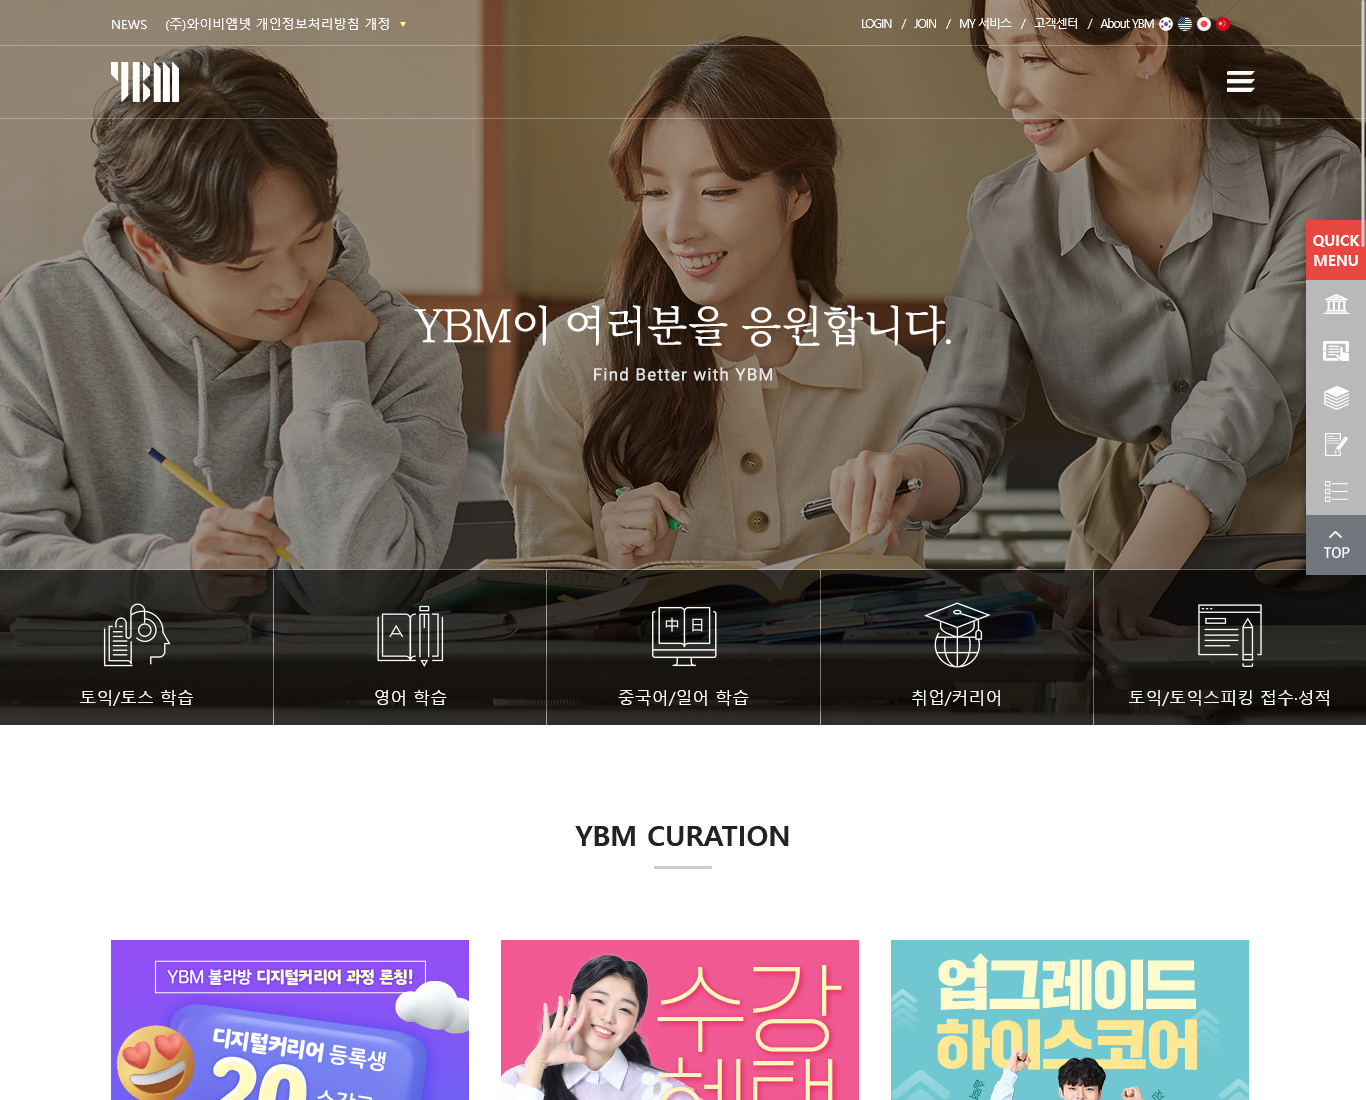 NEWS (주)와이비엠넷 개인정보처리방침 개정
LOGIN / JOIN / MY 서비스 / 고객센터 / About YBM
YBM
QUICK
MENU
YBM이 여러분을 응원합니다.
Find Better with YBM
TOP
A
中 日
토익/토스 학습
영어 학습
중국어/일어 학습
취업/커리어
토익/토익스피킹 접수·성적
YBM CURATION
YBM 불라방 디지털커리어 과정 론칭!
디지털커리어 등록생
20 수강료
수강
혜택
업그레이드
하이스코어